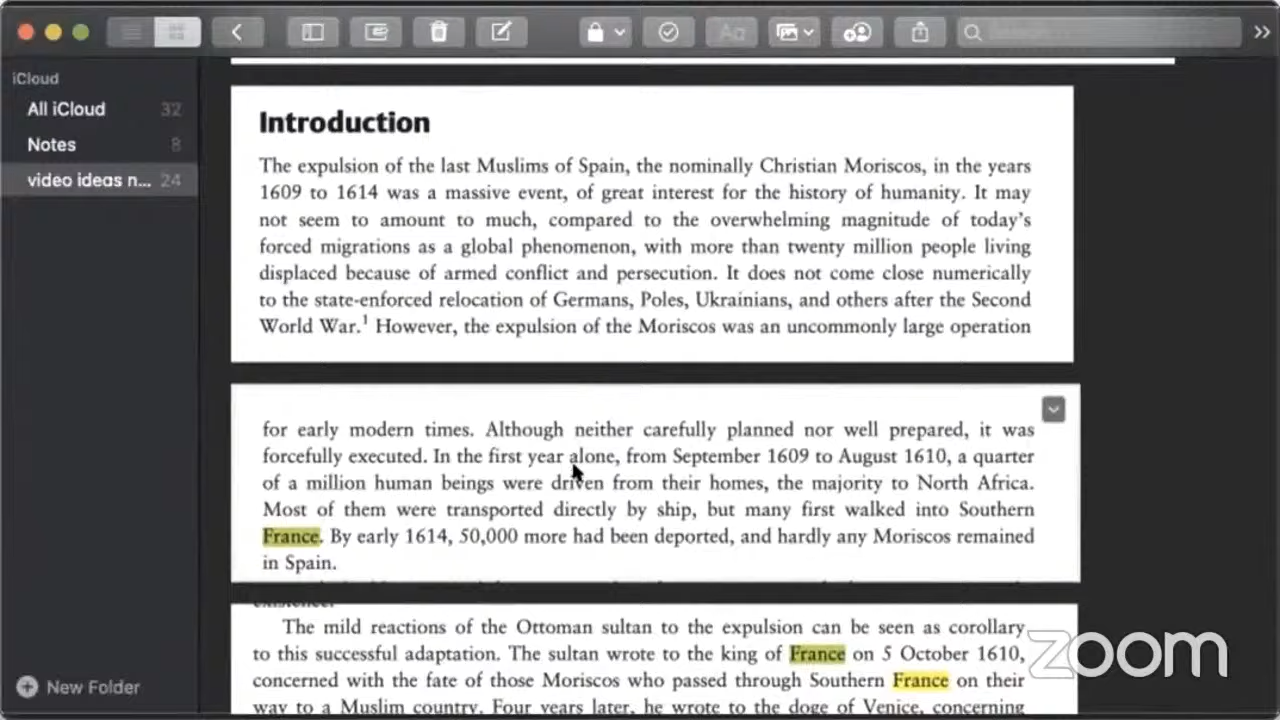 iCloud
All iCloud 32
Notes 8
video ideas n... 24
New Folder
Introduction
The expulsion of the last Muslims of Spain, the nominally Christian Moriscos, in the years
1609 to 1614 was a massive event, of great interest for the history of humanity. It may
not seem to amount to much, compared to the overwhelming magnitude of today's
forced migrations as a global phenomenon, with more than twenty million people living
displaced because of armed conflict and persecution. It does not come close numerically
to the state-enforced relocation of Germans, Poles, Ukrainians, and others after the Second
World War.1 However, the expulsion of the Moriscos was an uncommonly large operation
for early modern times. Although neither carefully planned nor well prepared, it was
forcefully executed. In the first year alone, from September 1609 to August 1610, a quarter
of a million human beings were driven from their homes, the majority to North Africa.
Most of them were transported directly by ship, but many first walked into Southern
France. By early 1614, 50,000 more had been deported, and hardly any Moriscos remained
in Spain.
existence.
The mild reactions of the Ottoman sultan to the expulsion can be seen as corollary
to this successful adaptation. The sultan wrote to the king of France on 5 October 1610,
concerned with the fate of those Moriscos who passed through Southern France on their
way to a Muslim country. Four years later, he wrote to the doge of Venice, concerning
zoom